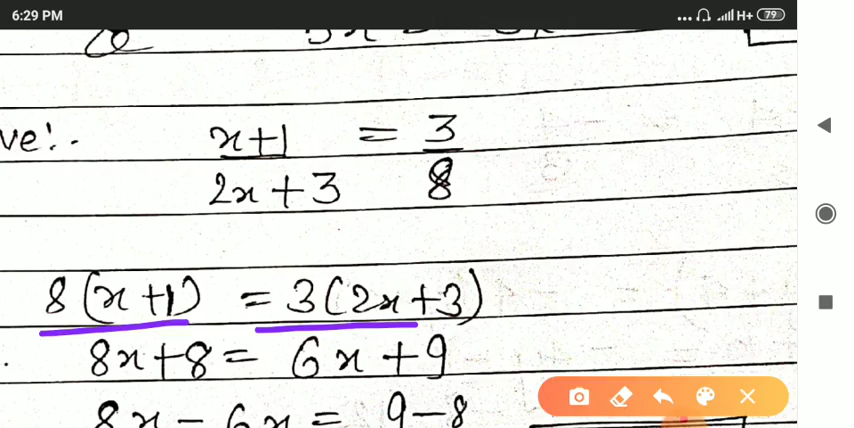 6:29 PM ... H+ 79
ve:-
x+1 = 3
2x+3 8
8(x+1) = 3(2x+3)
8x+8 = 6x+9
8x-6x = 9-8